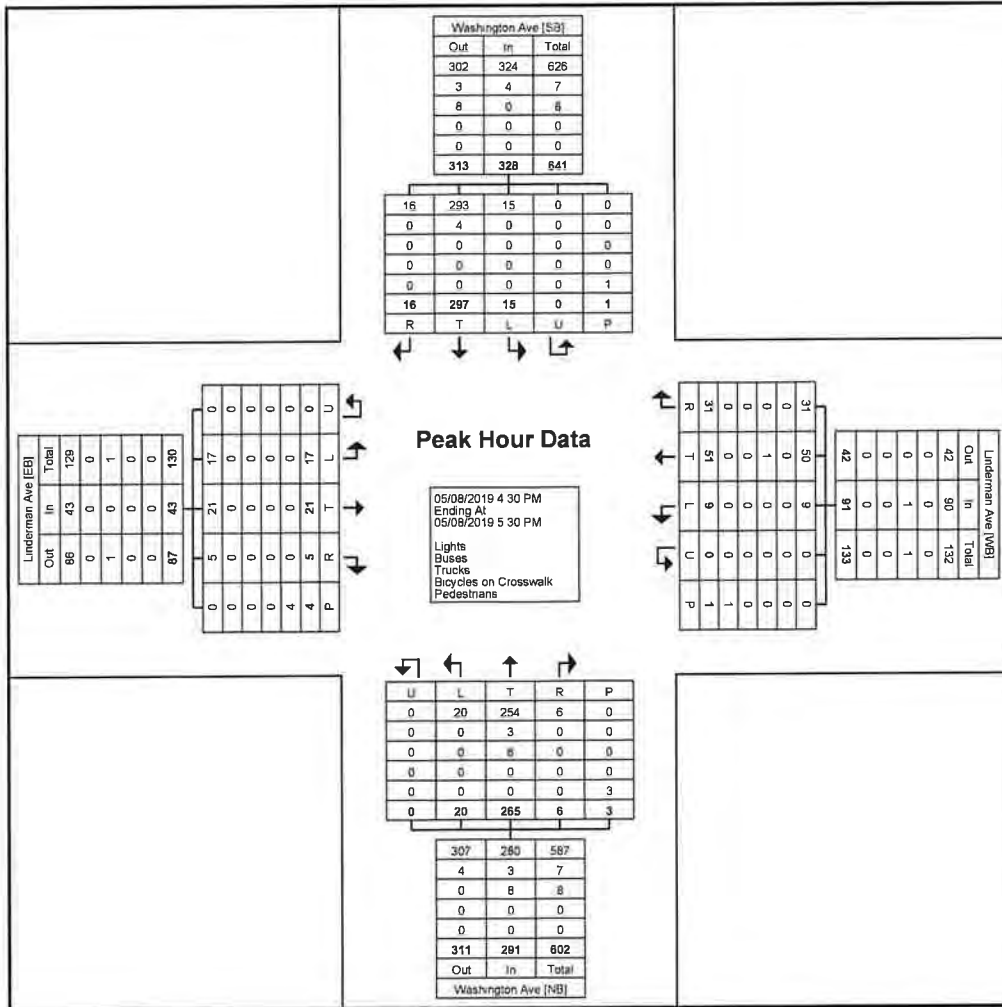 Washington Ave [SB]
Out In Total
302 324 626
3 4 7
8 0 8
0 0 0
0 0 0
313 328 641
16 293 15 0 0
0 4 0 0 0
0 0 0 0 0
0 0 0 0 0
0 0 0 0 1
16 297 15 0 1
R T L U P
Linderman Ave [EB]
Total 129 0 1 0 0 130
In 43 0 0 0 0 43
Out 86 0 1 0 0 87
0 0 0 0 0 0 U
17 0 0 0 0 17 L
21 0 0 0 0 21 T
5 0 0 0 0 5 R
0 0 0 0 4 4 P
Peak Hour Data
05/08/2019 4:30 PM
Ending At
05/08/2019 5:30 PM
Lights
Buses
Trucks
Bicycles on Crosswalk
Pedestrians
R 31 0 0 0 0 31
T 51 0 0 1 0 50
L 9 0 0 0 0 9
U 0 0 0 0 0 0
P 1 1 0 0 0 0
42 0 0 0 0 42 Out
91 0 0 1 0 90 In
133 0 0 1 0 132 Total
Linderman Ave [WB]
U L T R P
0 20 254 6 0
0 0 3 0 0
0 0 8 0 0
0 0 0 0 0
0 0 0 0 3
0 20 265 6 3
307 280 587
4 3 7
0 8 8
0 0 0
0 0 0
311 291 602
Out In Total
Washington Ave [NB]